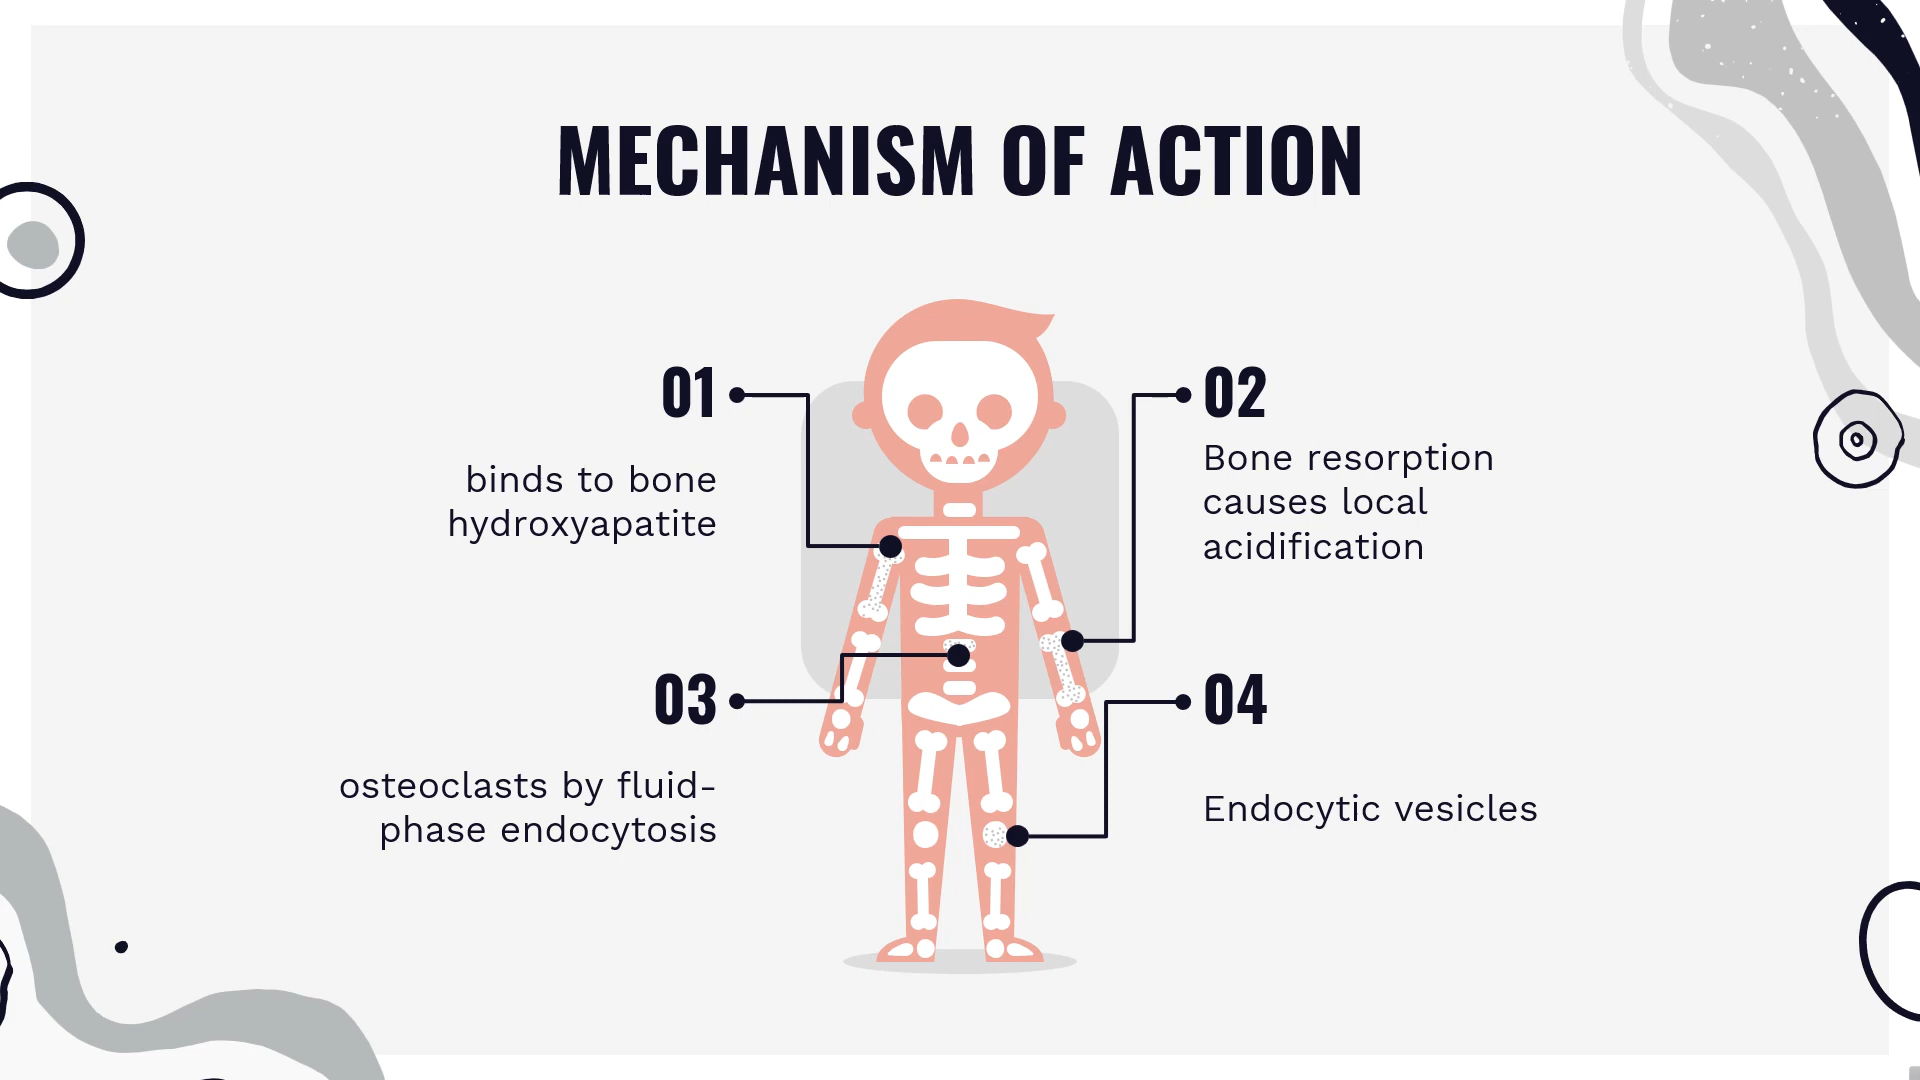 MECHANISM OF ACTION
01
binds to bone
hydroxyapatite
02
Bone resorption
causes local
acidification
03
osteoclasts by fluid-
phase endocytosis
04
Endocytic vesicles